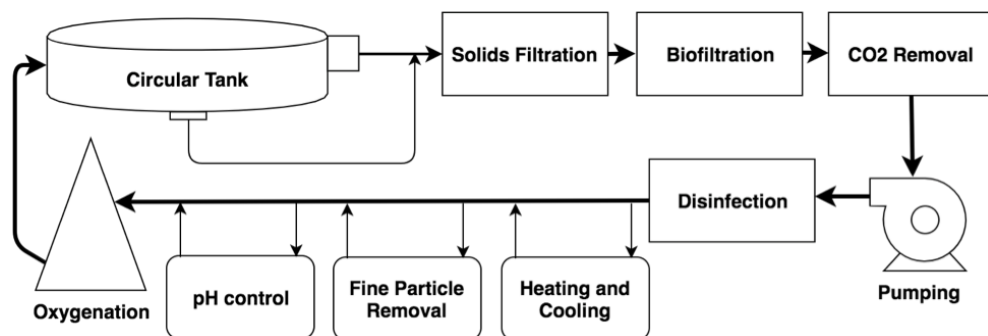 Circular Tank
Solids Filtration
Biofiltration
CO2 Removal
Disinfection
Pumping
Oxygenation
pH control
Fine Particle
Removal
Heating and
Cooling